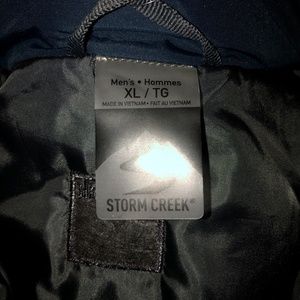 Men's • Hommes
XL / TG
MADE IN VIETNAM • FAIT AU VIETNAM
STORM CREEK®